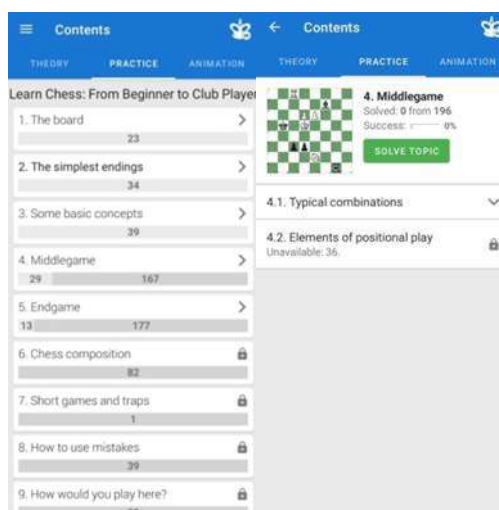 Contents
THEORY PRACTICE ANIMATION
Learn Chess: From Beginner to Club Player
1. The board
23
2. The simplest endings
34
3. Some basic concepts
39
4. Middlegame
29 167
5. Endgame
13 177
6. Chess composition
82
7. Short games and traps
1
8. How to use mistakes
39
9. How would you play here?
Contents
THEORY PRACTICE ANIMATION
4. Middlegame
Solved: 0 from 196
Success: 0%
SOLVE TOPIC
4.1. Typical combinations
4.2. Elements of positional play
Unavailable: 36.